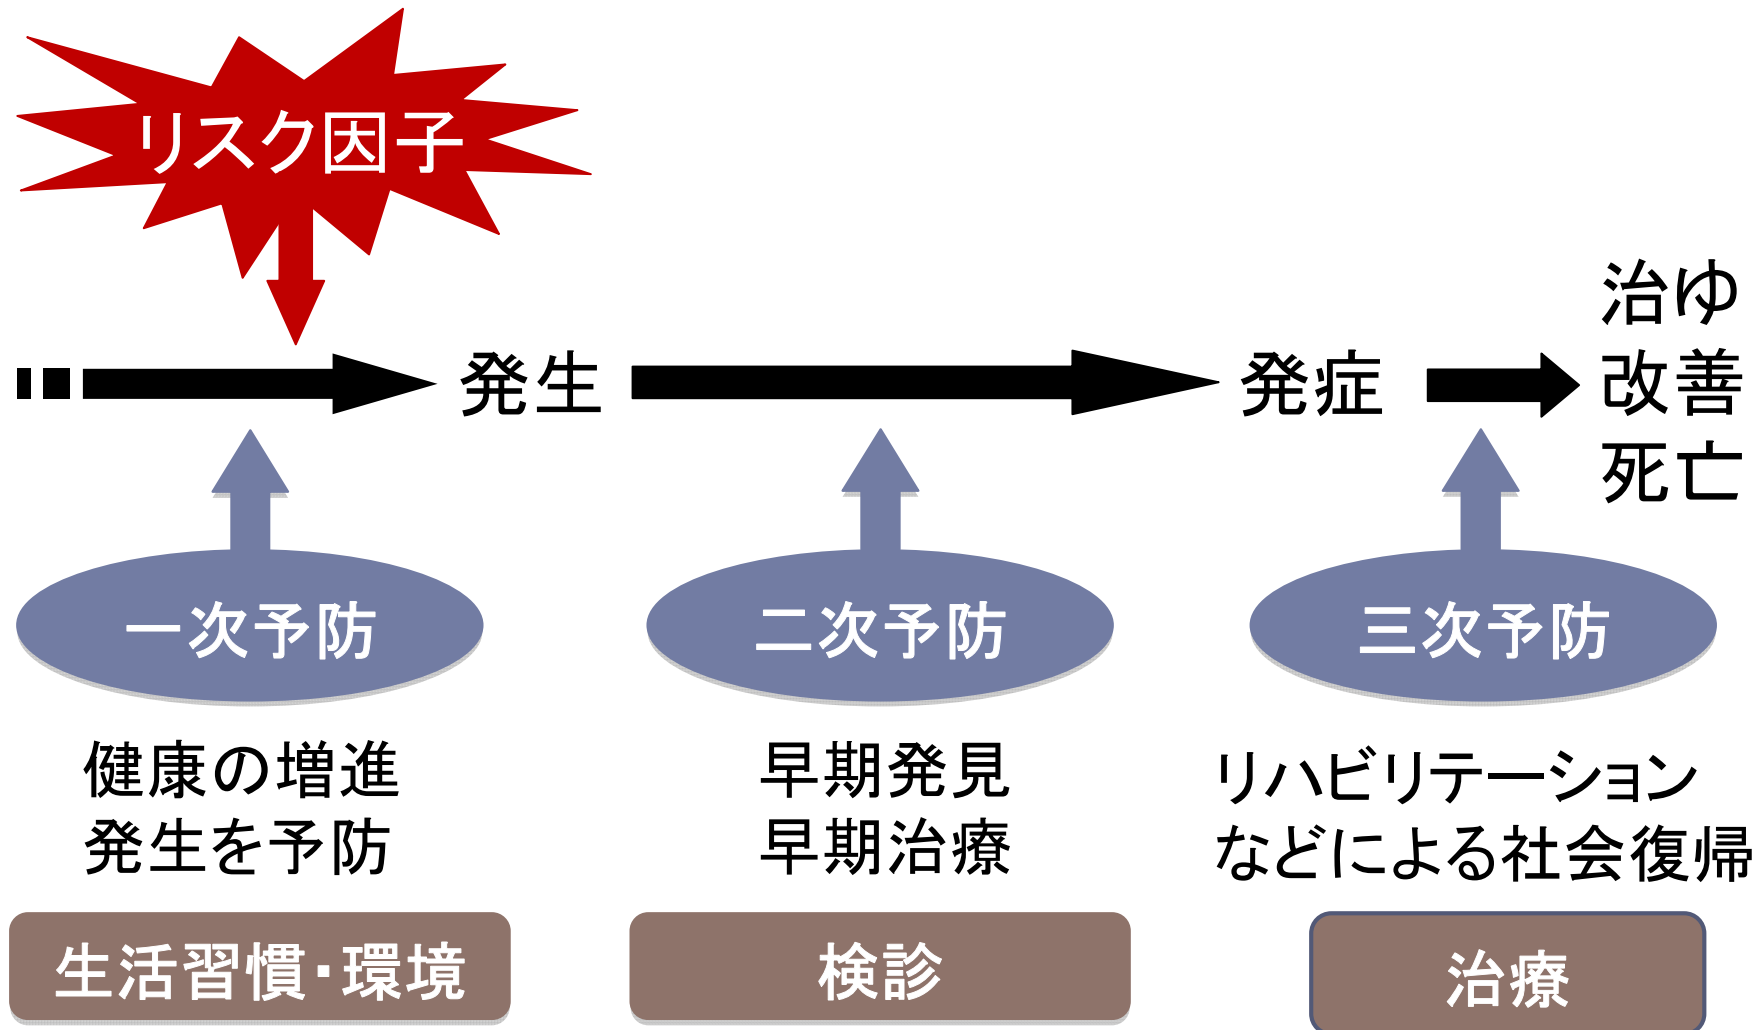 リスク因子
発生
発症
治ゆ
改善
死亡
一次予防
二次予防
三次予防
健康の増進
発生を予防
早期発見
早期治療
リハビリテーション
などによる社会復帰
生活習慣・環境
検診
治療